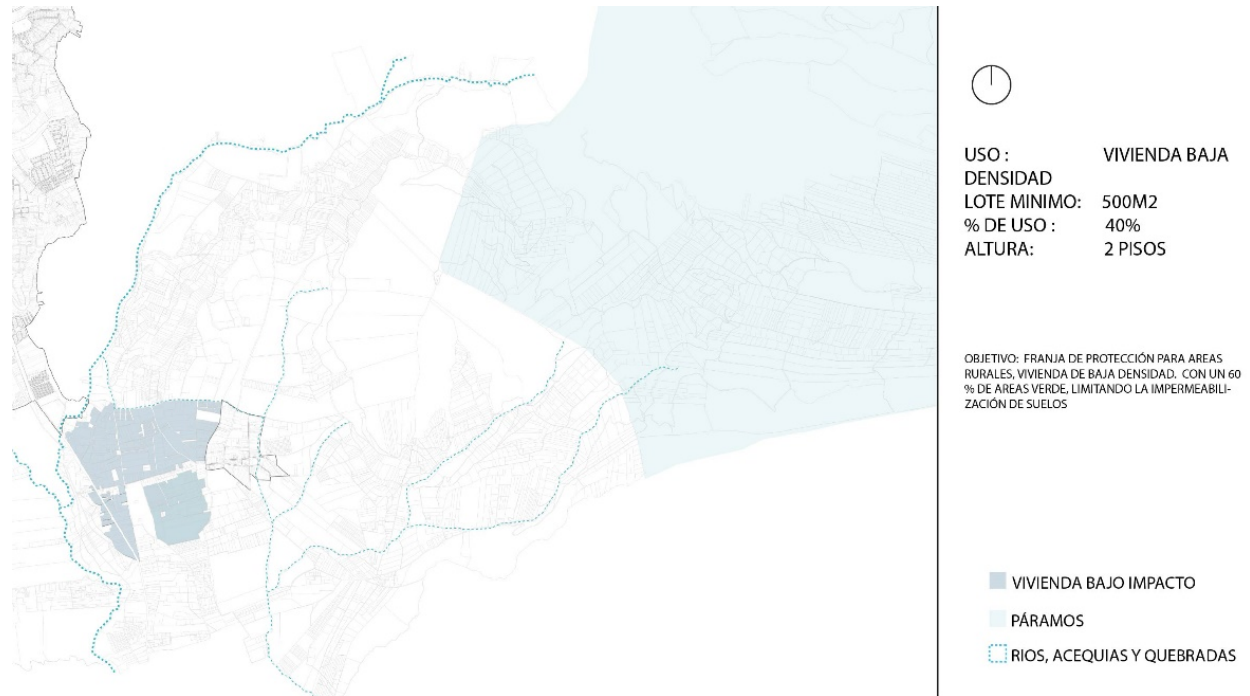 USO : VIVIENDA BAJA
DENSIDAD
LOTE MINIMO: 500M2
% DE USO : 40%
ALTURA: 2 PISOS
OBJETIVO: FRANJA DE PROTECCIÓN PARA AREAS
RURALES, VIVIENDA DE BAJA DENSIDAD. CON UN 60
% DE AREAS VERDE, LIMITANDO LA IMPERMEABILI-
ZACIÓN DE SUELOS
VIVIENDA BAJO IMPACTO
PÁRAMOS
RIOS, ACEQUIAS Y QUEBRADAS